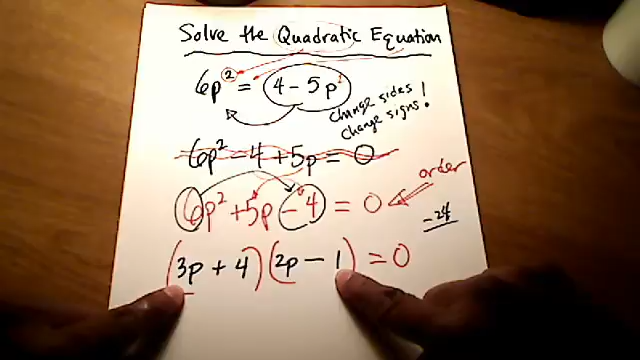 Solve the Quadratic Equation
6p² = 4 - 5p¹
change sides !
change signs !
6p² - 4 + 5p = 0
order
6p² + 5p - 4 = 0
-24
(3p + 4)(2p - 1) = 0